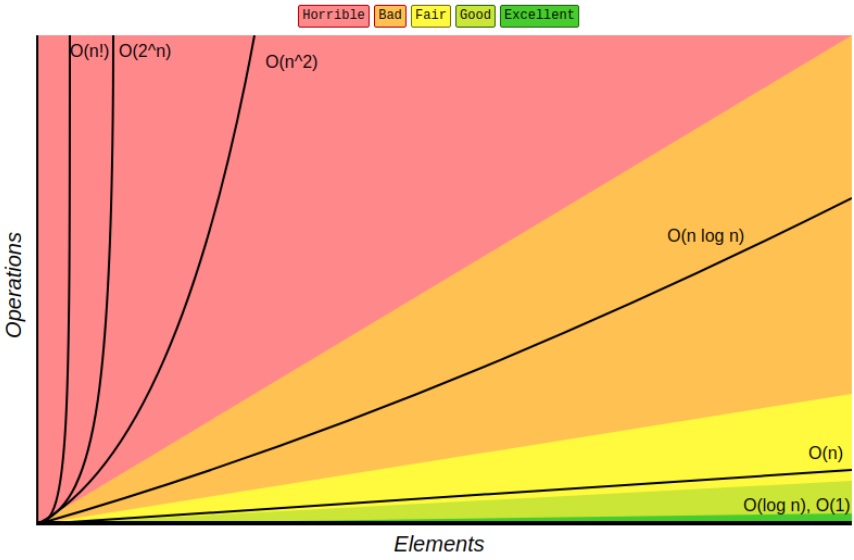 Horrible Bad Fair Good Excellent
O(n!) O(2^n)
O(n^2)
O(n log n)
O(n)
O(log n), O(1)
Operations
Elements